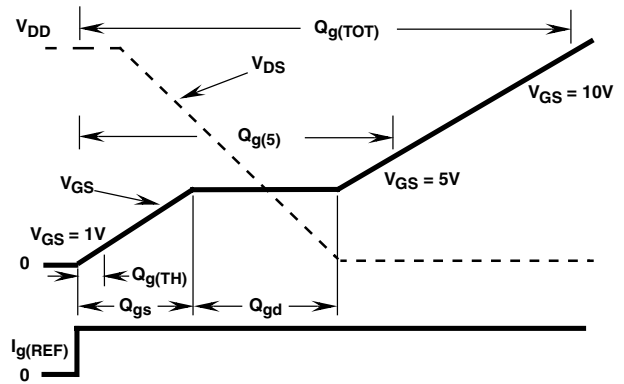 V_DD
Q_g(TOT)
V_DS
V_GS = 10V
Q_g(5)
V_GS
V_GS = 5V
V_GS = 1V
0
Q_g(TH)
Q_gs
Q_gd
I_g(REF)
0